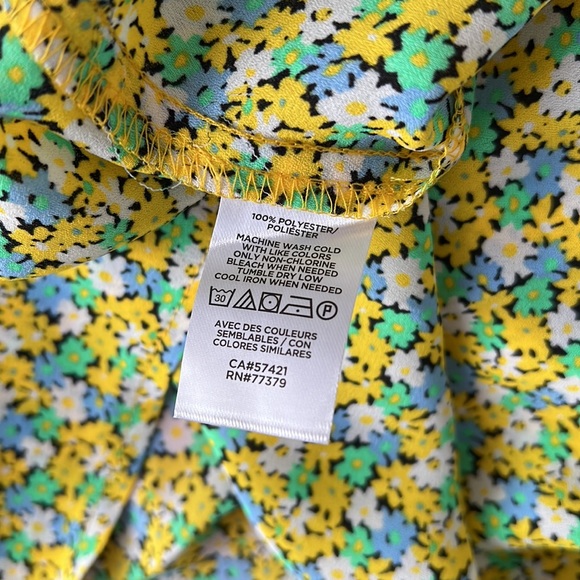 100% POLYESTER/
POLIESTER
MACHINE WASH COLD
WITH LIKE COLORS
ONLY NON-CHLORINE
BLEACH WHEN NEEDED
TUMBLE DRY LOW
COOL IRON WHEN NEEDED
30 P
AVEC DES COULEURS
SEMBLABLES / CON
COLORES SIMILARES
CA#57421
RN#77379